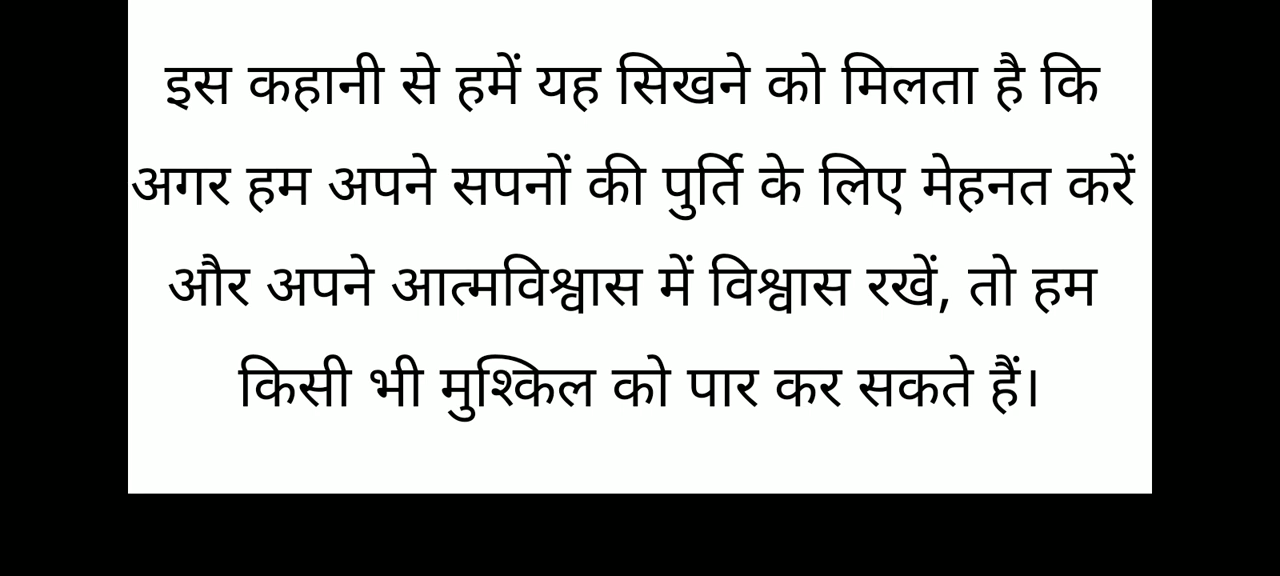 इस कहानी से हमें यह सिखने को मिलता है कि
अगर हम अपने सपनों की पुर्ति के लिए मेहनत करें
और अपने आत्मविश्वास में विश्वास रखें, तो हम
किसी भी मुश्किल को पार कर सकते हैं।